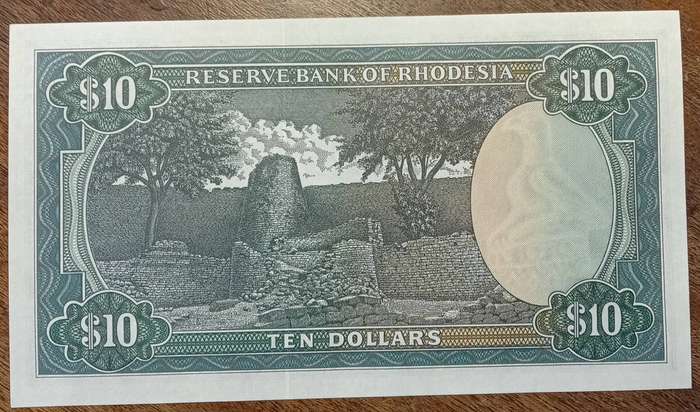 $10 RESERVE BANK OF RHODESIA $10
$10 TEN DOLLARS $10